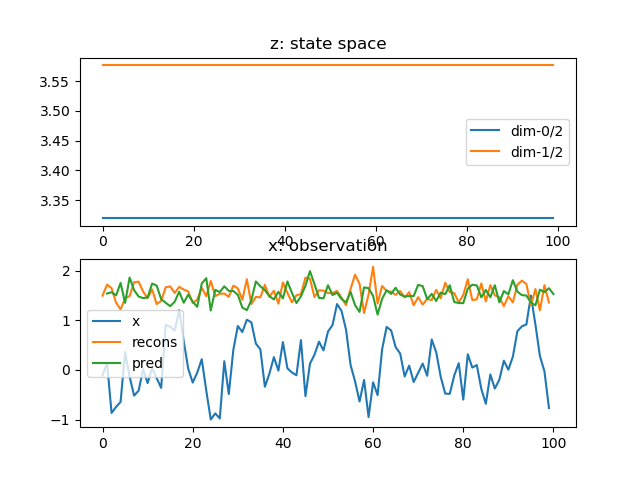 z: state space
3.55
3.50
3.45
3.40
3.35
dim-0/2
dim-1/2
0 20 40 60 80 100
x: observation
2
1
0
−1
x
recons
pred
0 20 40 60 80 100